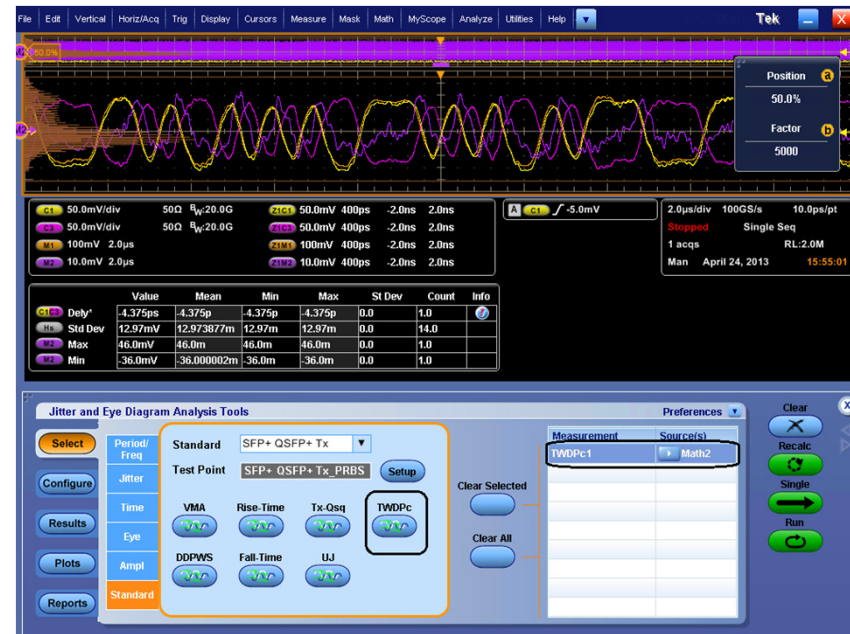 File Edit Vertical Horiz/Acq Trig Display Cursors Measure Mask Math MyScope Analyze Utilities Help Tek X
50.0%
Position a
50.0%
Factor b
5000
C1 50.0mV/div 50Ω BW:20.0G Z1C1 50.0mV 400ps -2.0ns 2.0ns
C3 50.0mV/div 50Ω BW:20.0G Z1C3 50.0mV 400ps -2.0ns 2.0ns
M1 100mV 2.0µs Z1M1 100mV 400ps -2.0ns 2.0ns
M2 10.0mV 2.0µs Z1M2 10.0mV 400ps -2.0ns 2.0ns
A C1 -5.0mV
2.0µs/div 100GS/s 10.0ps/pt
Stopped Single Seq
1 acqs RL:2.0M
Man April 24, 2013 15:55:01
Value Mean Min Max St Dev Count Info
C1C3 Dely* -4.375ps -4.375p -4.375p -4.375p 0.0 1.0
Hs Std Dev 12.97mV 12.973877m 12.97m 12.97m 0.0 14.0
M2 Max 46.0mV 46.0m 46.0m 46.0m 0.0 1.0
M2 Min -36.0mV -36.000002m -36.0m -36.0m 0.0 1.0
Jitter and Eye Diagram Analysis Tools
Preferences
Select
Configure
Results
Plots
Reports
Period/
Freq
Jitter
Time
Eye
Ampl
Standard
Standard SFP+ QSFP+ Tx
Test Point SFP+ QSFP+ Tx_PRBS Setup
VMA Rise-Time Tx-Qsq TWDPc
DDPWS Fall-Time UJ
Clear Selected
Clear All
Measurement Source(s)
TWDPc1 Math2
Clear
X
Recalc
Single
Run